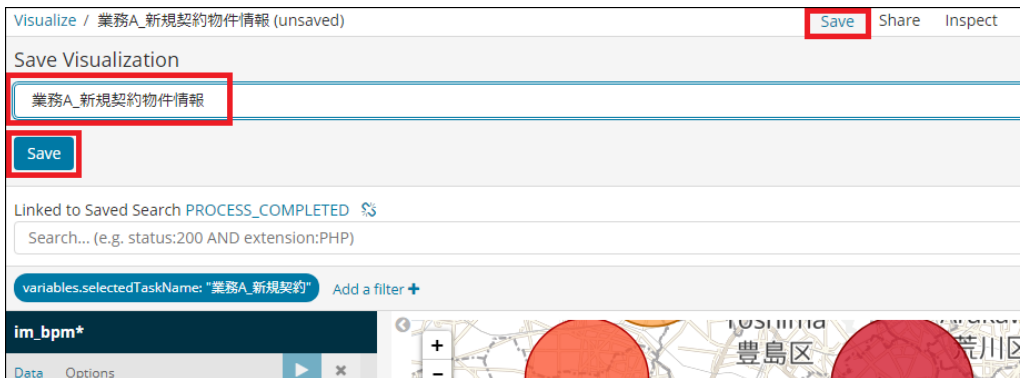 Visualize / 業務A_新規契約物件情報 (unsaved) Save Share Inspect
Save Visualization
業務A_新規契約物件情報
Save
Linked to Saved Search PROCESS_COMPLETED
Search... (e.g. status:200 AND extension:PHP)
variables.selectedTaskName: "業務A_新規契約" Add a filter +
im_bpm*
Data Options
+
−
Toshima
豊島区
荒川区